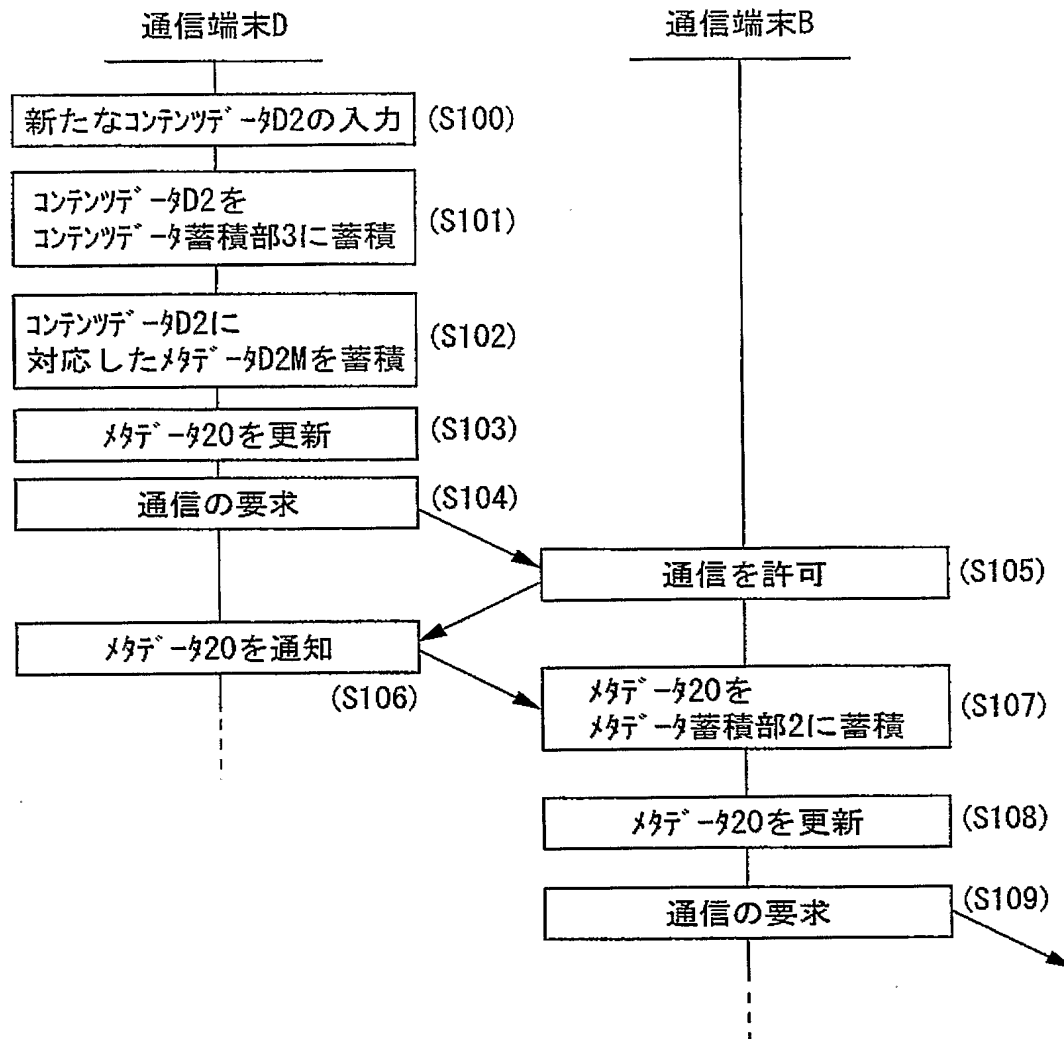 通信端末D
通信端末B
新たなコンテンツデータD2の入力 (S100)
コンテンツデータD2を
コンテンツデータ蓄積部3に蓄積
(S101)
コンテンツデータD2に
対応したメタデータD2Mを蓄積
(S102)
メタデータ20を更新 (S103)
通信の要求 (S104)
通信を許可 (S105)
メタデータ20を通知
(S106)
メタデータ20を
メタデータ蓄積部2に蓄積
(S107)
メタデータ20を更新 (S108)
通信の要求 (S109)